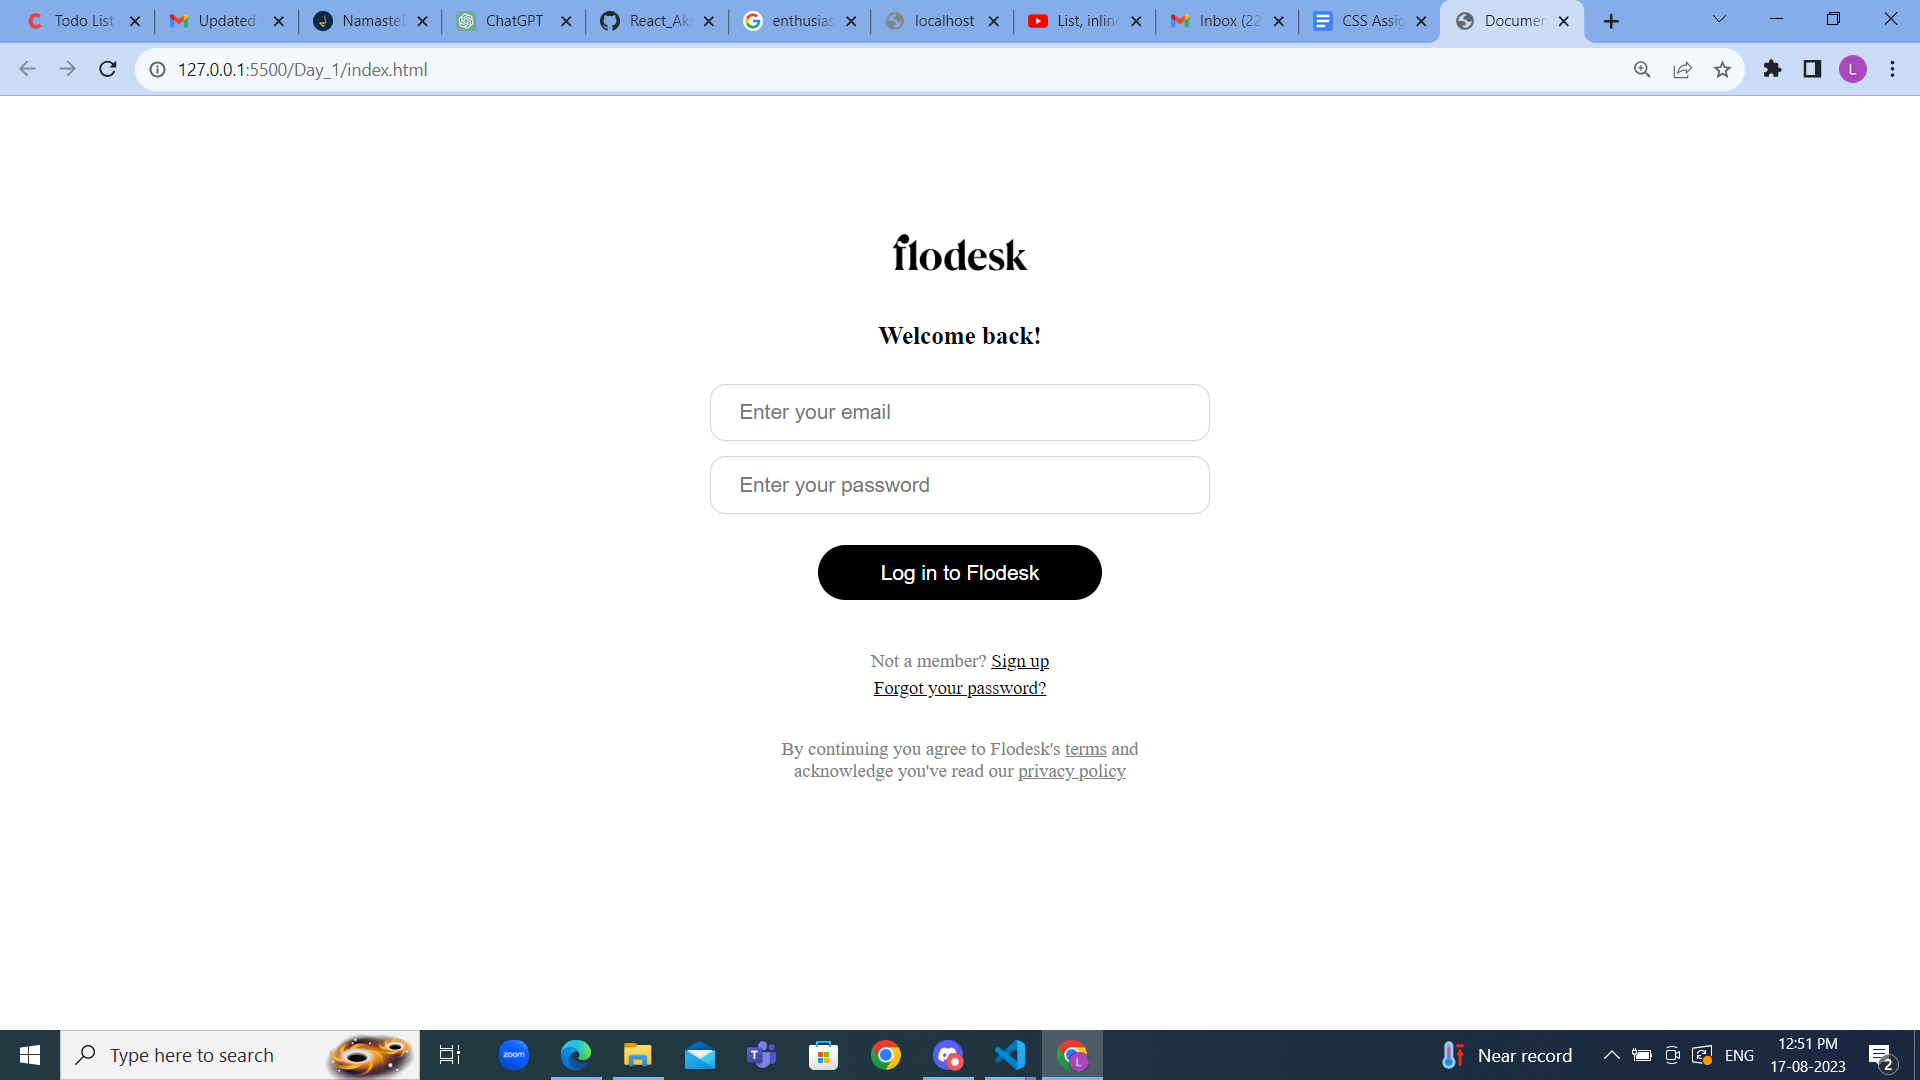 Todo List
Updated
Namaste
ChatGPT
React_Ak
enthusias
localhost
List, inline
Inbox (22
CSS Assig
Documen
127.0.0.1:5500/Day_1/index.html
L
flodesk
Welcome back!
Enter your email
Enter your password
Log in to Flodesk
Not a member? Sign up
Forgot your password?
By continuing you agree to Flodesk's terms and
acknowledge you've read our privacy policy
Type here to search
zoom
T
L
Near record
ENG
12:51 PM
17-08-2023
2